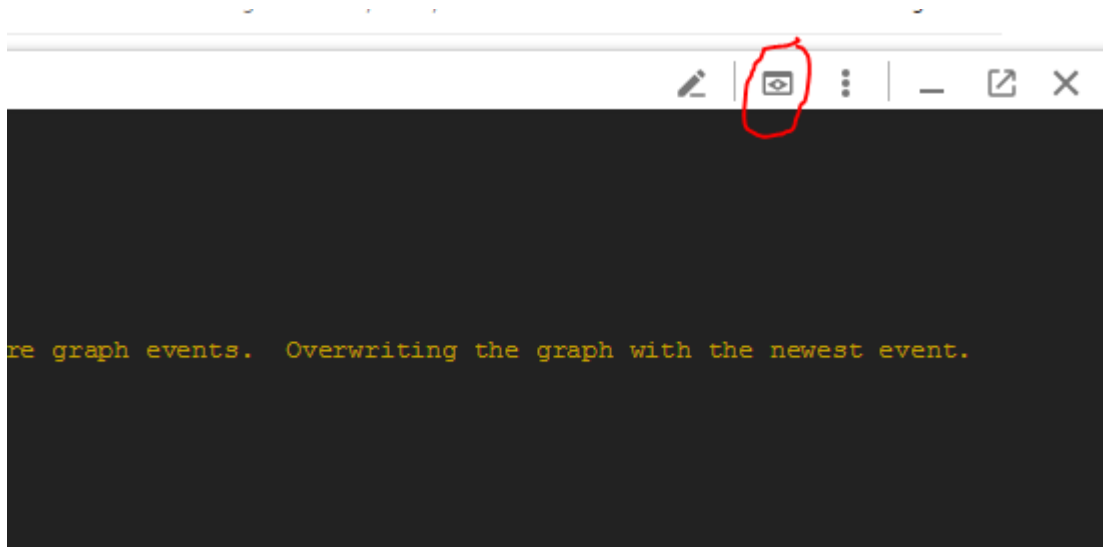 re graph events.  Overwriting the graph with the newest event.